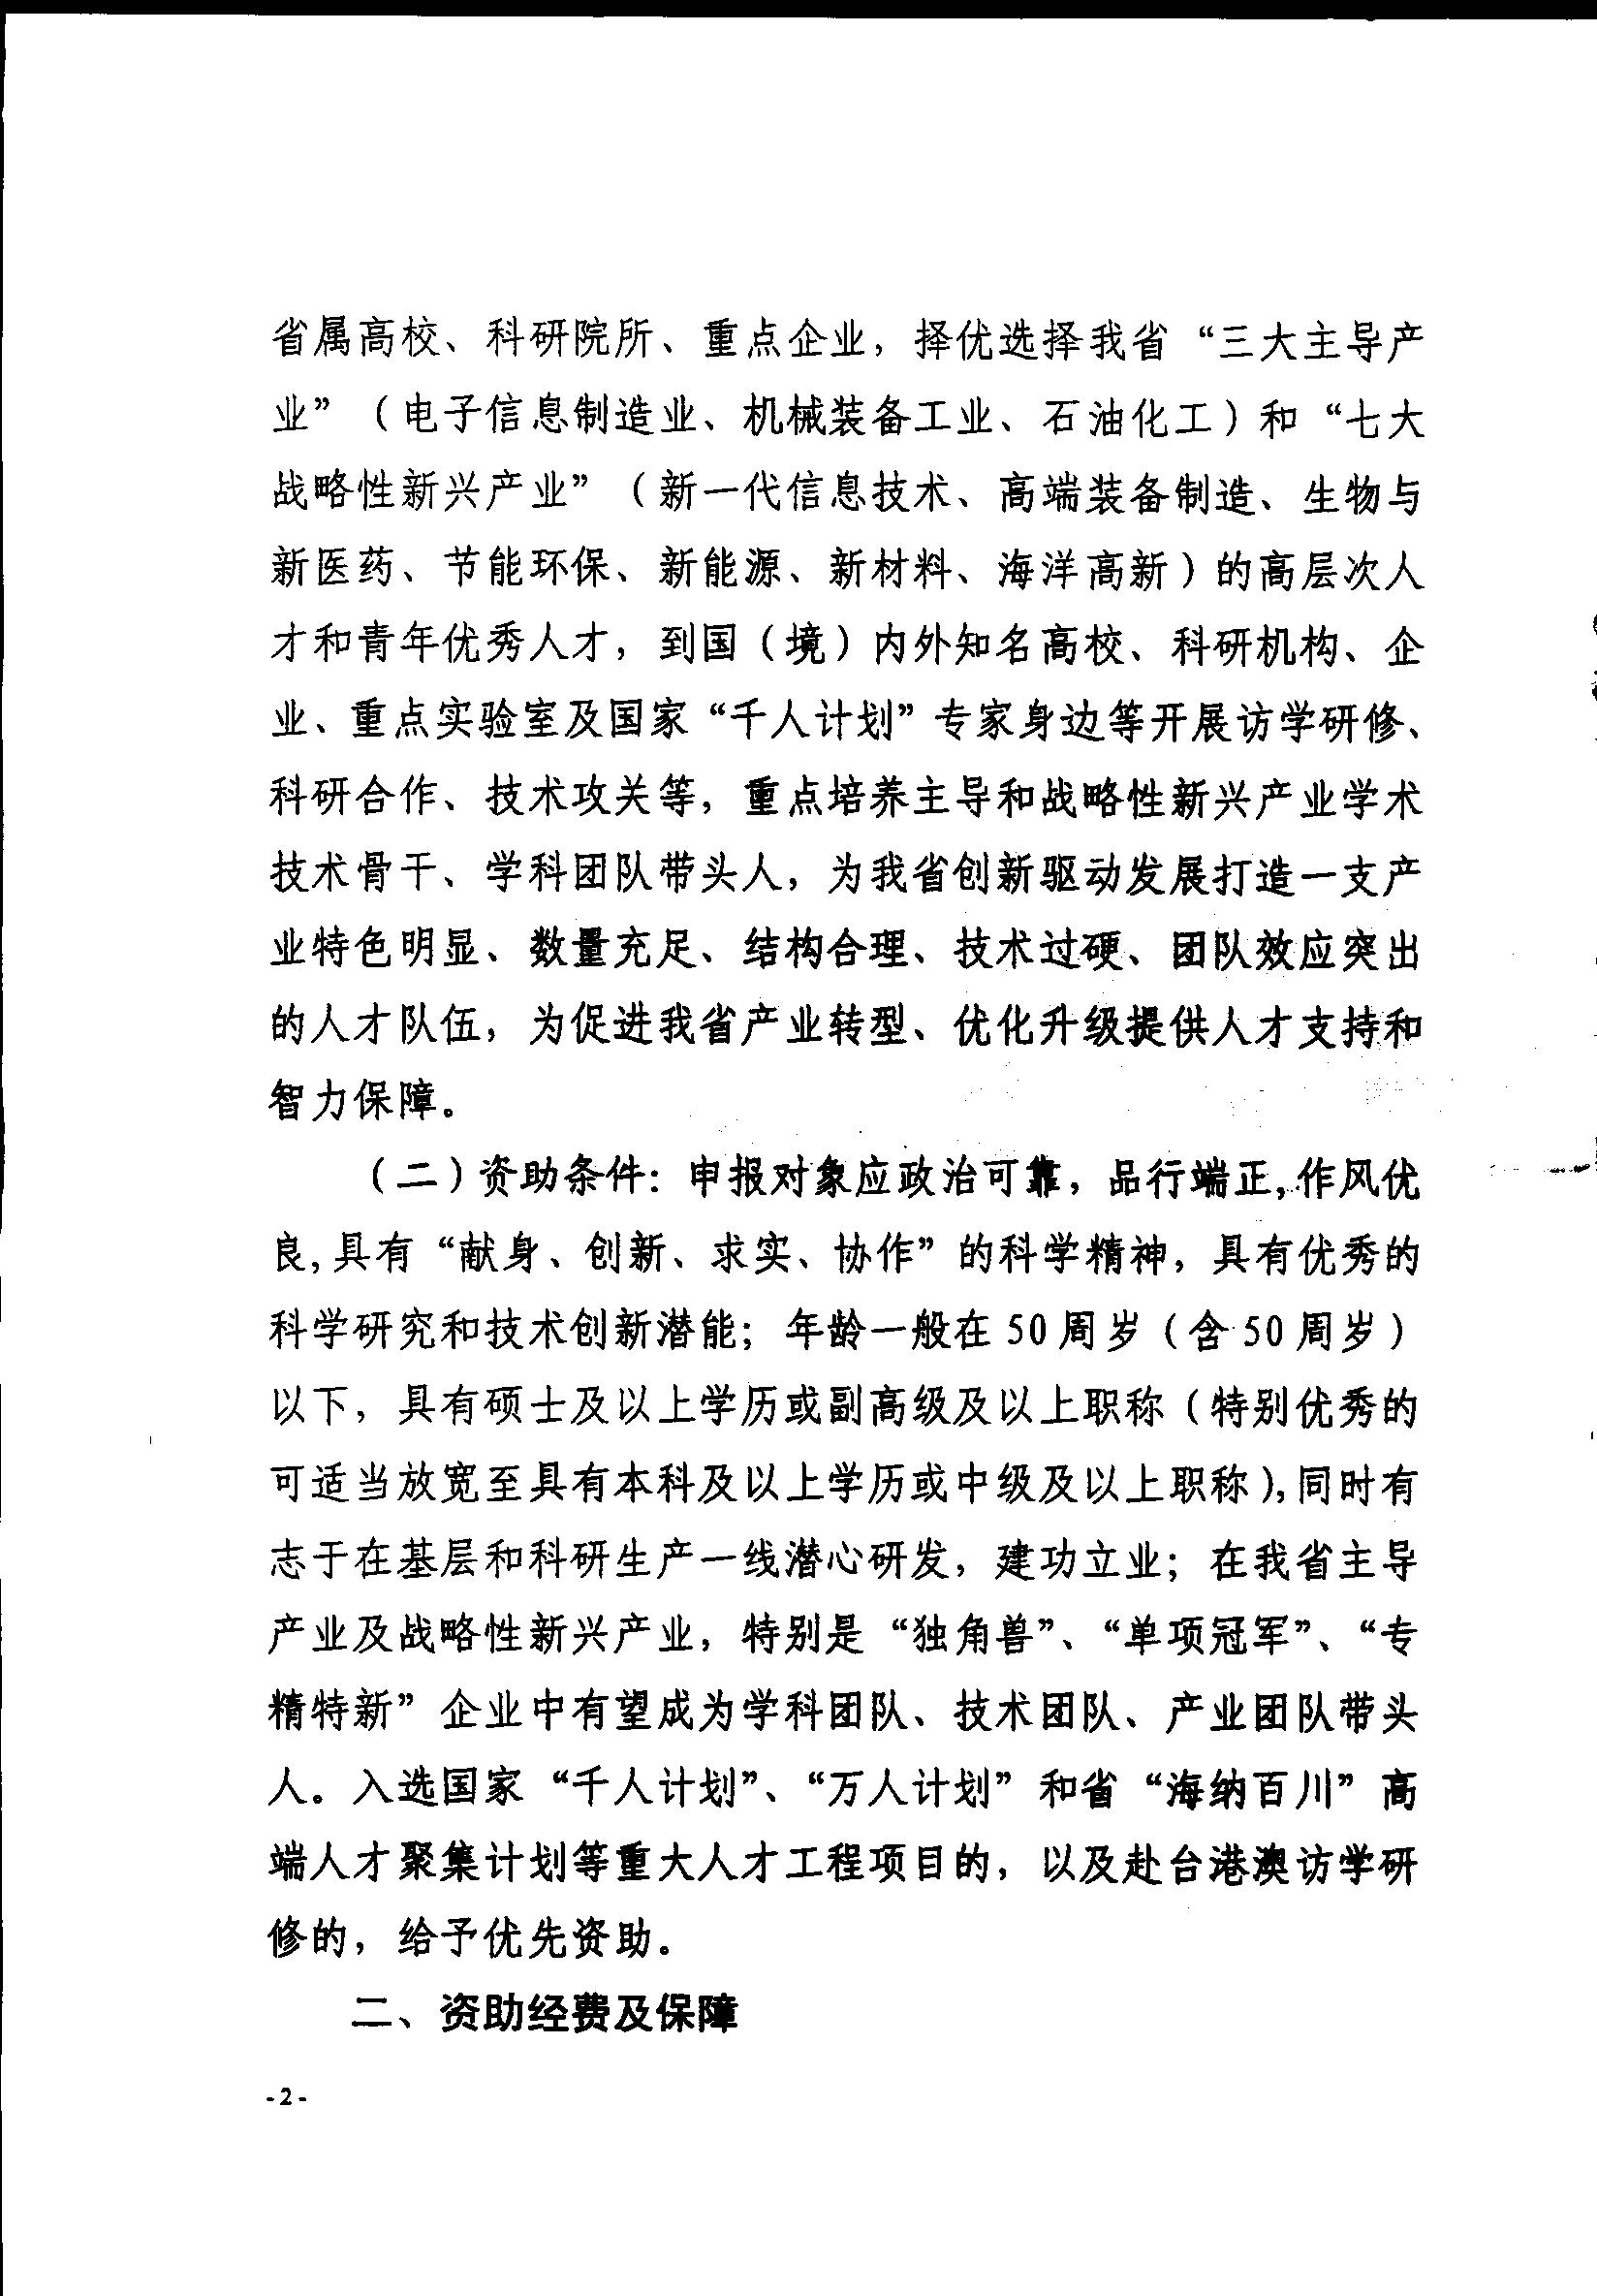 省属高校、科研院所、重点企业，择优选择我省“三大主导产
业”（电子信息制造业、机械装备工业、石油化工）和“七大
战略性新兴产业”（新一代信息技术、高端装备制造、生物与
新医药、节能环保、新能源、新材料、海洋高新）的高层次人
才和青年优秀人才，到国（境）内外知名高校、科研机构、企
业、重点实验室及国家“千人计划”专家身边等开展访学研修、
科研合作、技术攻关等，重点培养主导和战略性新兴产业学术
技术骨干、学科团队带头人，为我省创新驱动发展打造一支产
业特色明显、数量充足、结构合理、技术过硬、团队效应突出
的人才队伍，为促进我省产业转型、优化升级提供人才支持和
智力保障。
（二）资助条件：申报对象应政治可靠，品行端正，作风优
良，具有“献身、创新、求实、协作”的科学精神，具有优秀的
科学研究和技术创新潜能；年龄一般在50周岁（含50周岁）
以下，具有硕士及以上学历或副高级及以上职称（特别优秀的
可适当放宽至具有本科及以上学历或中级及以上职称），同时有
志于在基层和科研生产一线潜心研发，建功立业；在我省主导
产业及战略性新兴产业，特别是“独角兽”、“单项冠军”、“专
精特新”企业中有望成为学科团队、技术团队、产业团队带头
人。入选国家“千人计划”、“万人计划”和省“海纳百川”高
端人才聚集计划等重大人才工程项目的，以及赴台港澳访学研
修的，给予优先资助。
二、资助经费及保障
-2-